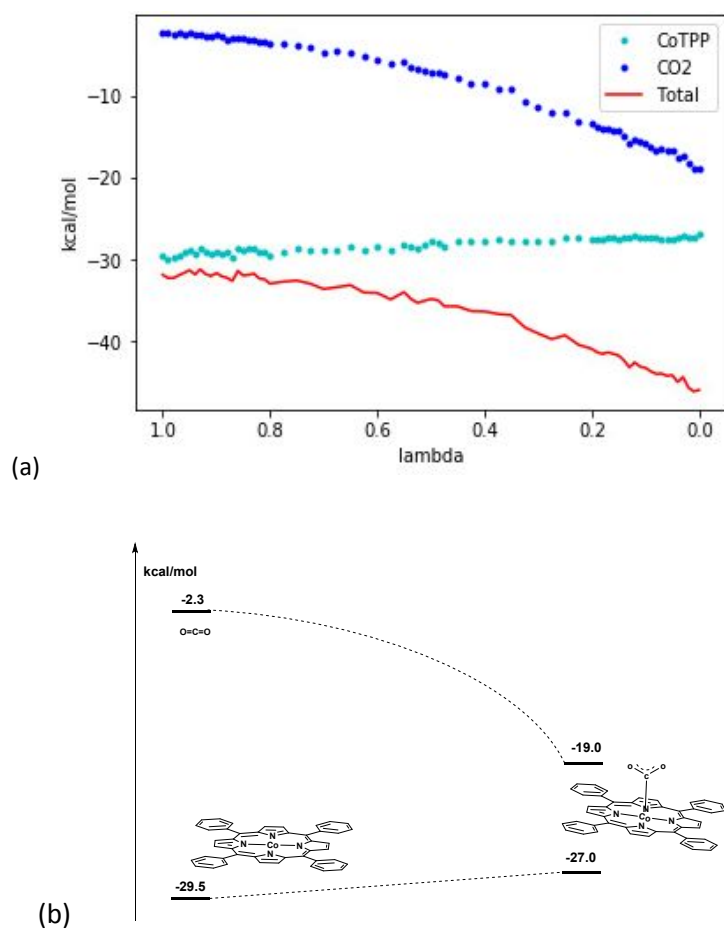 CoTPP
CO2
Total
kcal/mol
−10
−20
−30
−40
1.0 0.8 0.6 0.4 0.2 0.0
lambda
(a)
kcal/mol
-2.3
O=C=O
-19.0
O O
C
N
N Co N
N
-27.0
N
N Co N
N
-29.5
(b)